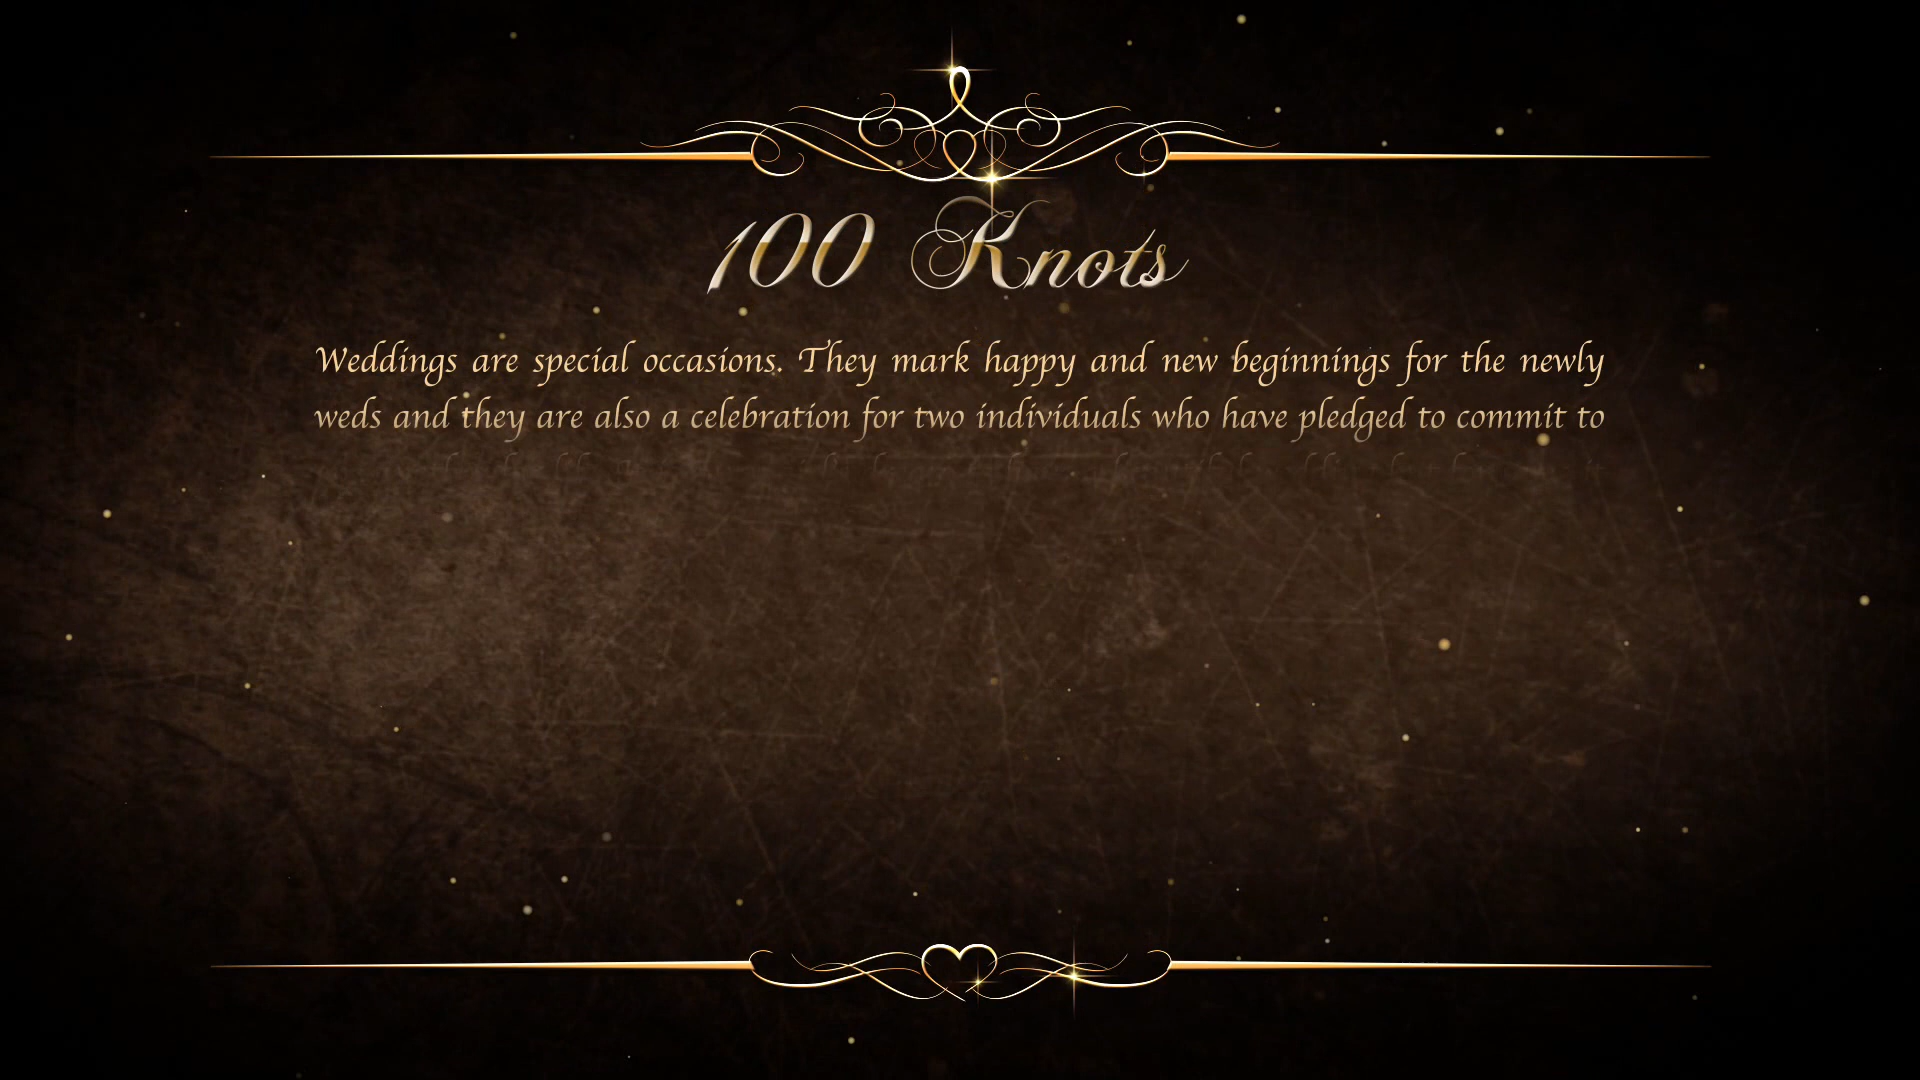 100 Knots
Weddings are special occasions. They mark happy and new beginnings for the newly
weds and they are also a celebration for two individuals who have pledged to commit to